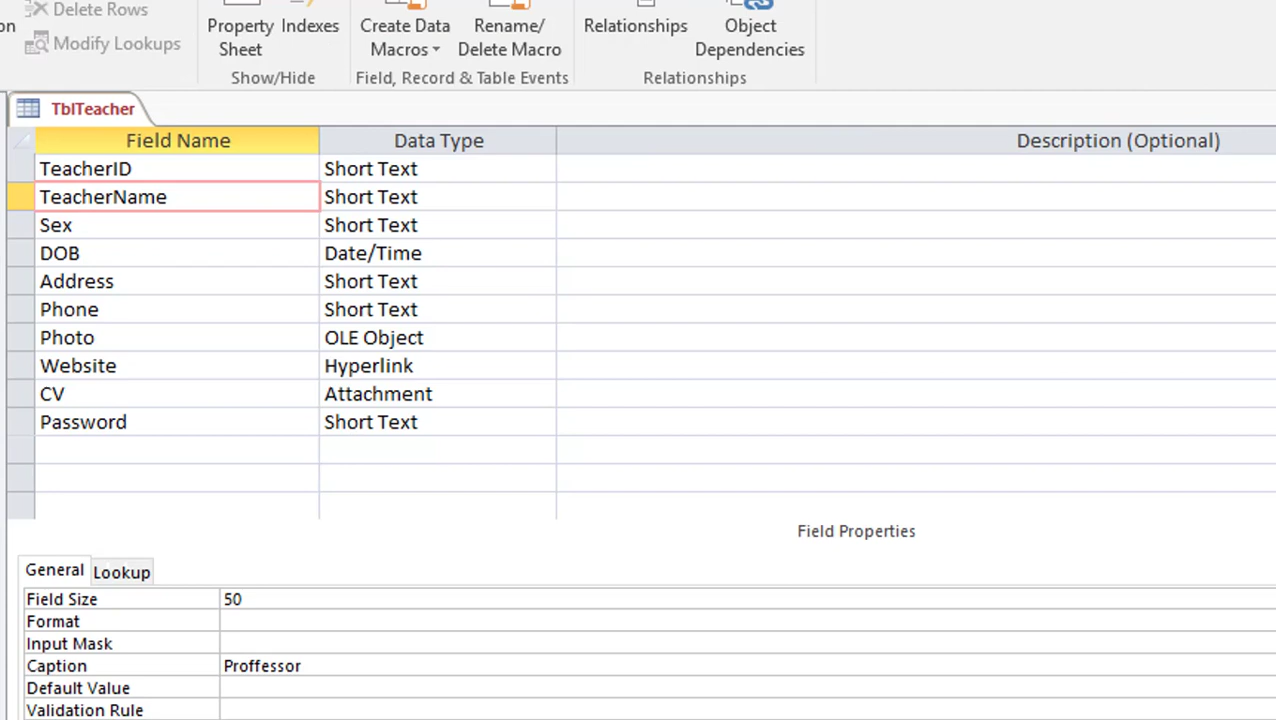 on
Delete Rows
Modify Lookups
Property Sheet
Indexes
Create Data Macros
Rename/ Delete Macro
Relationships
Object Dependencies
Show/Hide
Field, Record & Table Events
Relationships
TblTeacher
Field Name Data Type Description (Optional)
TeacherID Short Text
TeacherName Short Text
Sex Short Text
DOB Date/Time
Address Short Text
Phone Short Text
Photo OLE Object
Website Hyperlink
CV Attachment
Password Short Text
Field Properties
General Lookup
Field Size 50
Format
Input Mask
Caption Proffessor
Default Value
Validation Rule